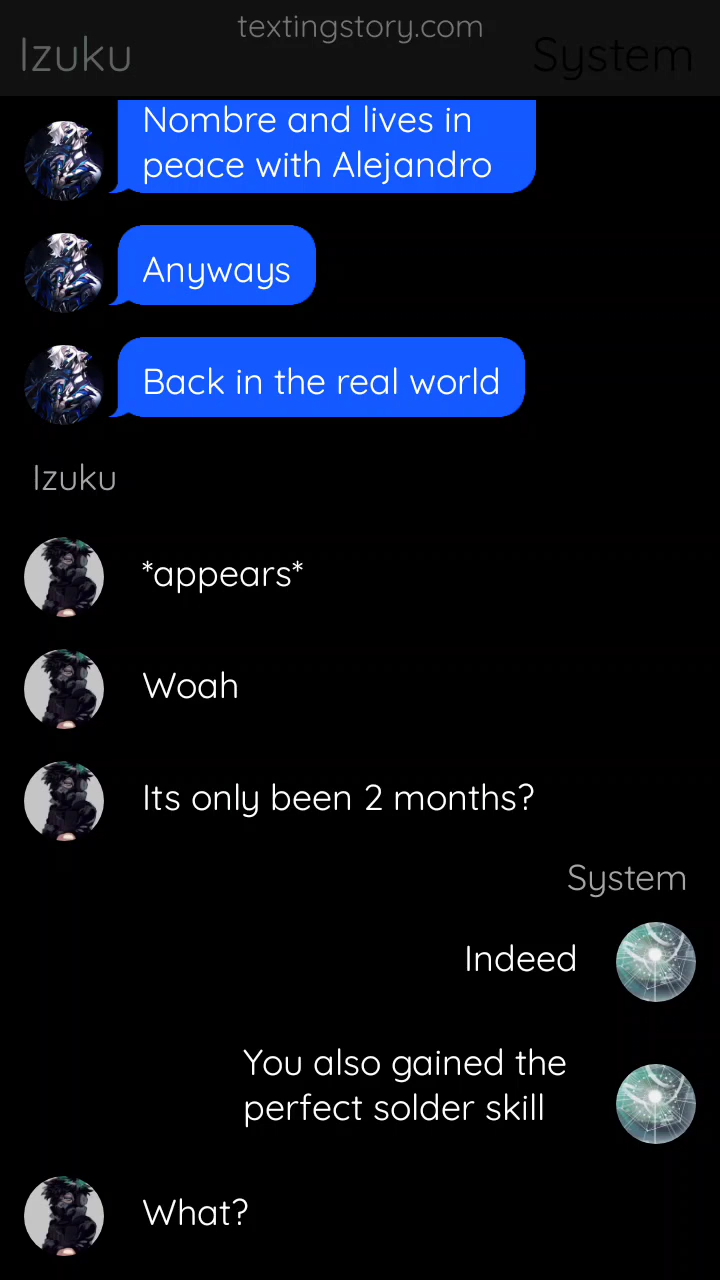 textingstory.com
Izuku
System
Nombre and lives in
peace with Alejandro
Anyways
Back in the real world
Izuku
*appears*
Woah
Its only been 2 months?
System
Indeed
You also gained the
perfect solder skill
What?